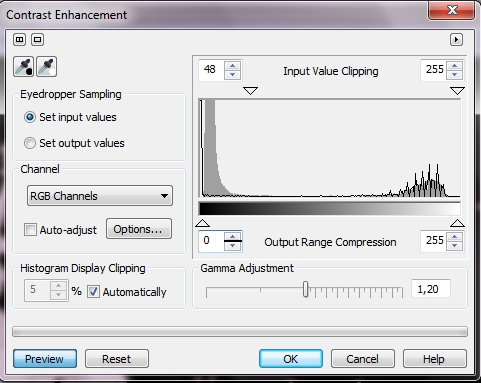 Contrast Enhancement
48 Input Value Clipping 255
Eyedropper Sampling
Set input values
Set output values
Channel
RGB Channels
Auto-adjust Options...
0 Output Range Compression 255
Histogram Display Clipping
5 % Automatically
Gamma Adjustment
1,20
Preview Reset OK Cancel Help